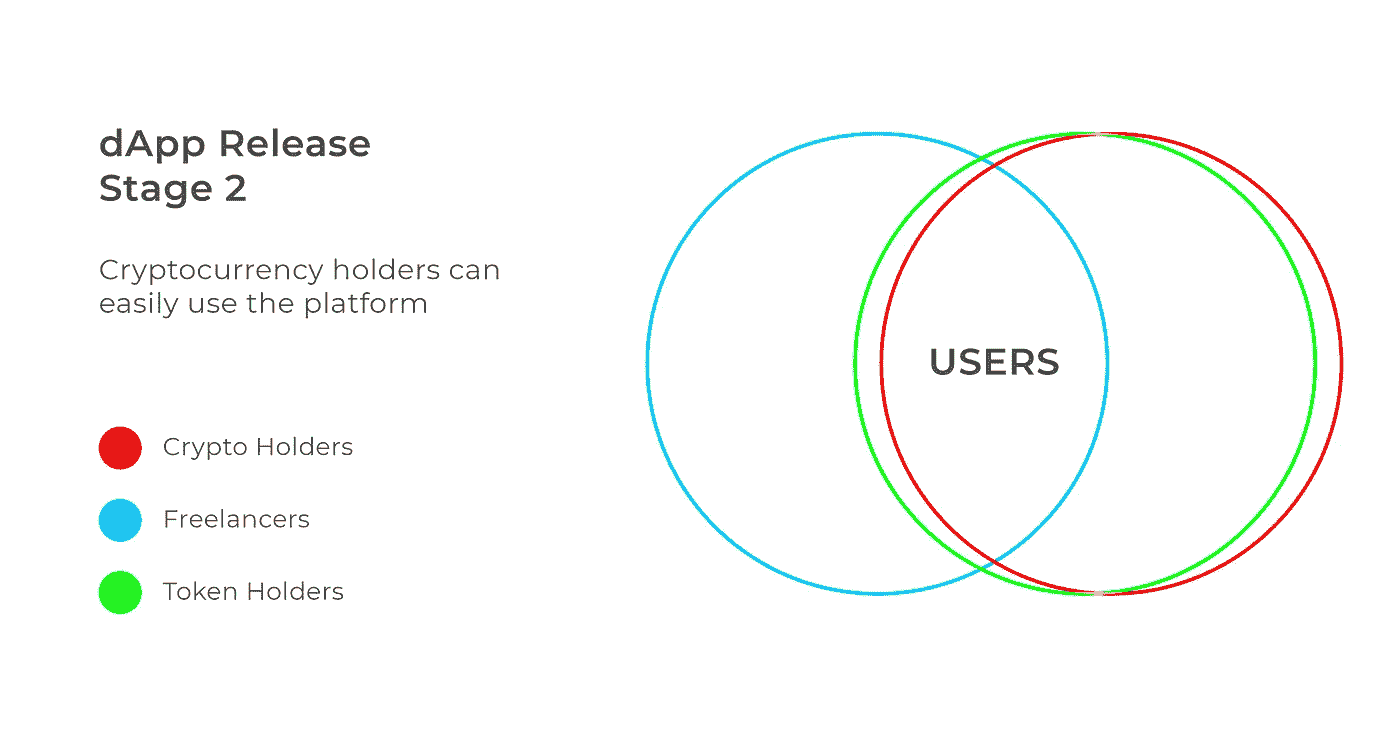 dApp Release
Stage 2
Cryptocurrency holders can
easily use the platform
Crypto Holders
Freelancers
Token Holders
USERS